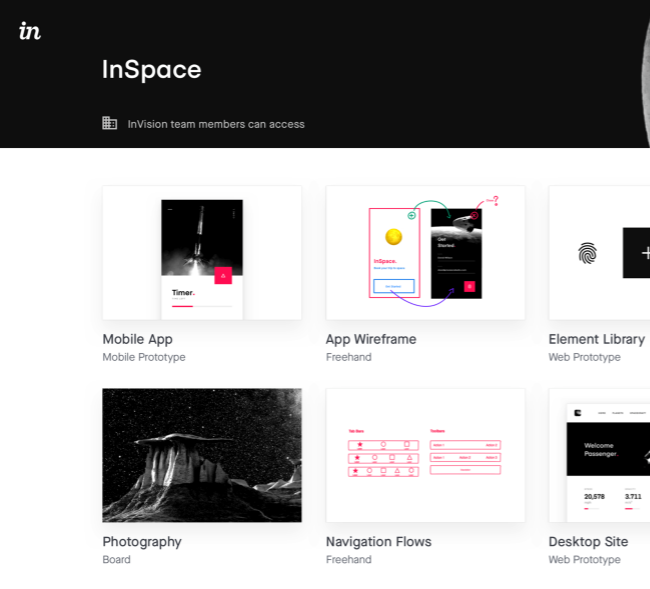 in
InSpace
InVision team members can access
Timer.
InSpace.
Get
Started.
Mobile App
Mobile Prototype
App Wireframe
Freehand
Element Library
Web Prototype
Tab Bars
Welcome
Passenger.
20,578
3,711
Photography
Board
Navigation Flows
Freehand
Desktop Site
Web Prototype